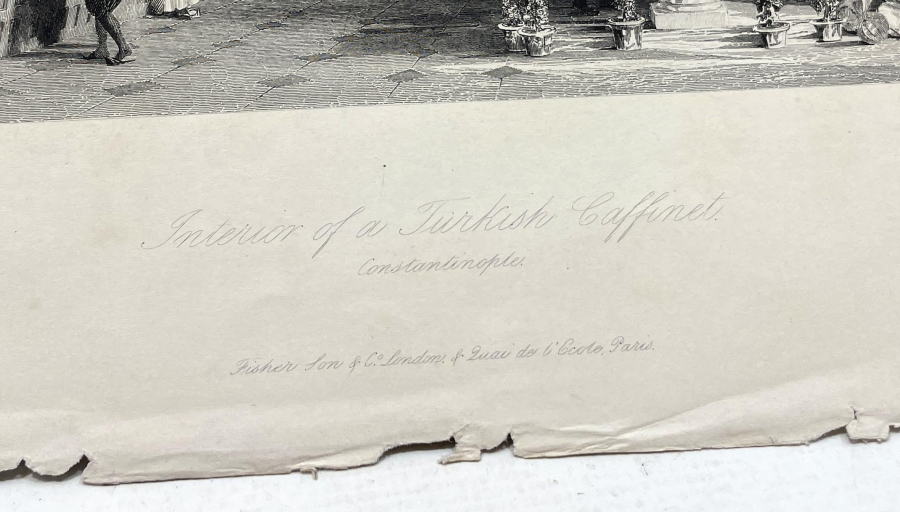 Interior of a Turkish Caffinet.
Constantinople.
Fisher Son & Co. London, & Quai de l'Ecole, Paris.